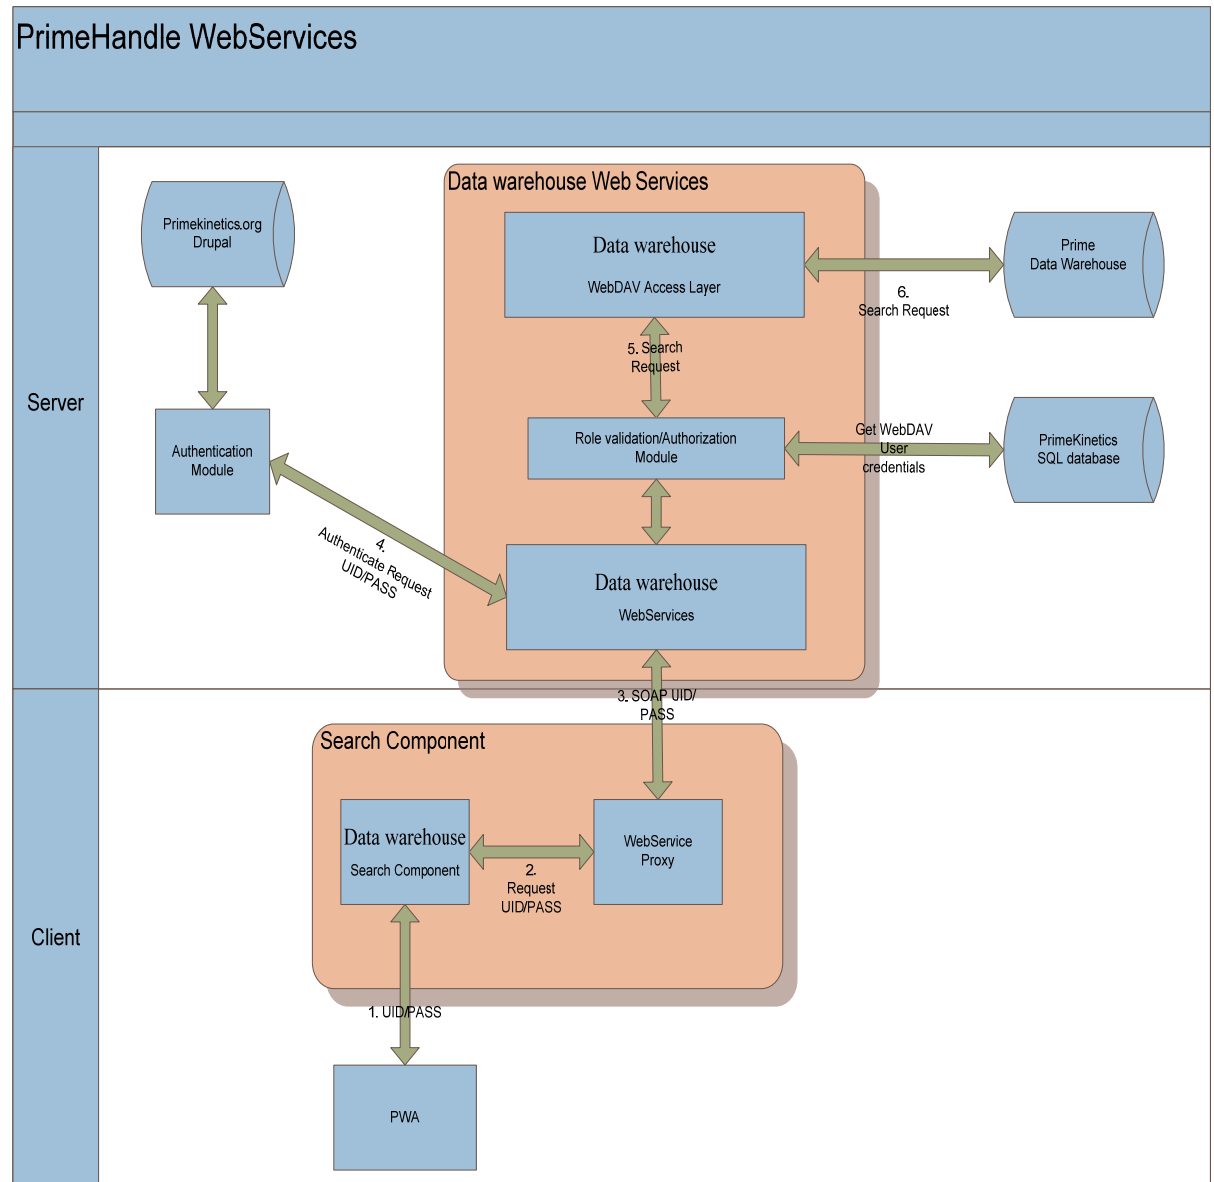 PrimeHandle WebServices
Server
Primekinetics.org
Drupal
Authentication
Module
4.
Authenticate Request
UID/PASS
Data warehouse Web Services
Data warehouse
WebDAV Access Layer
5. Search
Request
Role validation/Authorization
Module
Data warehouse
WebServices
6.
Search Request
Prime
Data Warehouse
Get WebDAV
User
credentials
PrimeKinetics
SQL database
3. SOAP UID/
PASS
Client
Search Component
Data warehouse
Search Component
2.
Request
UID/PASS
WebService
Proxy
1. UID/PASS
PWA